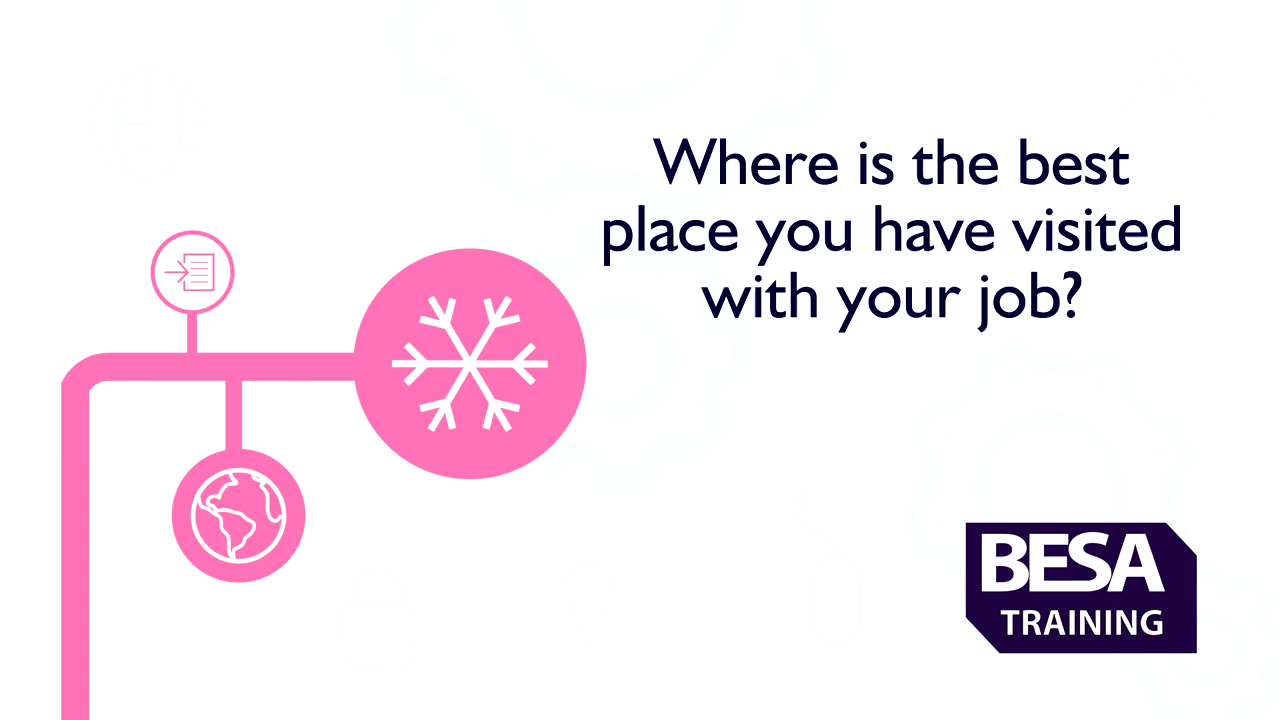 Where is the best
place you have visited
with your job?
BESA
TRAINING